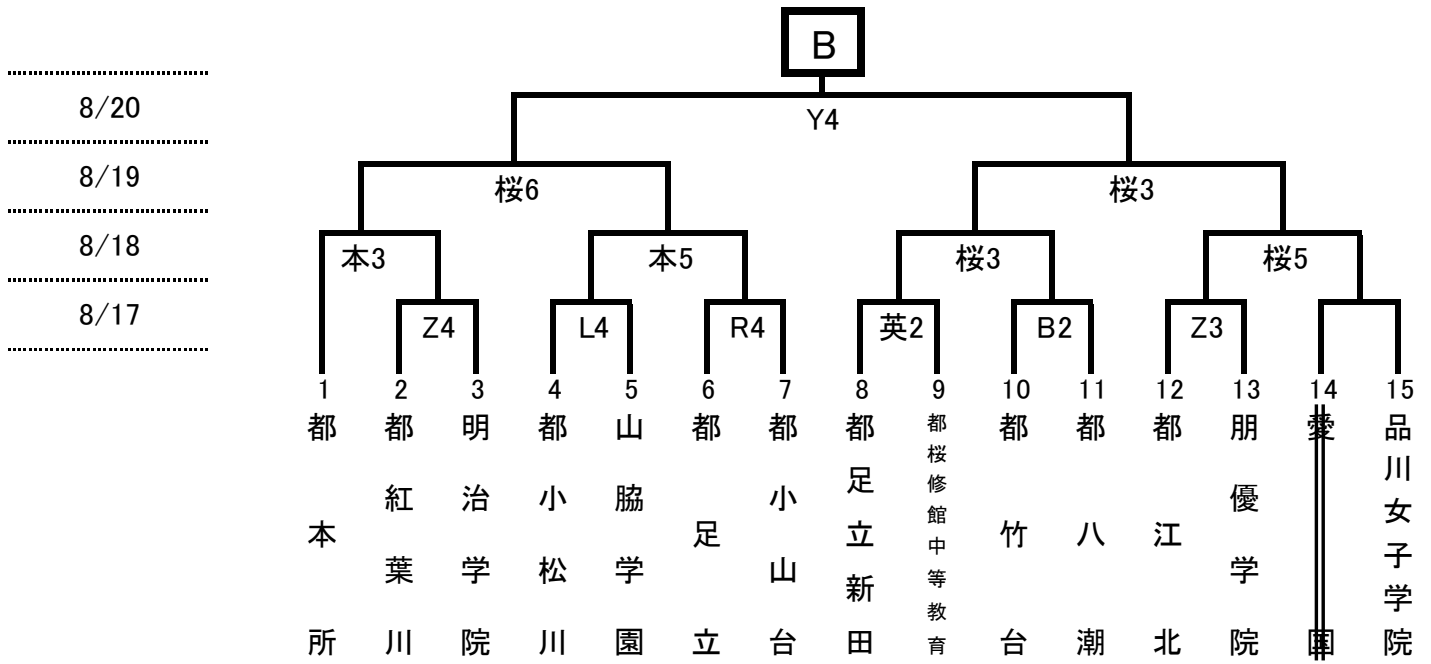 B
8/20
Y4
8/19
桜6
桜3
8/18
本3
本5
桜3
桜5
8/17
Z4
L4
R4
英2
B2
Z3
1
2
3
4
5
6
7
8
9
10
11
12
13
14
15
都本所
都紅葉川
明治学院
都小松川
山脇学園
都足立
都小山台
都足立新田
都桜修館中等教育
都竹台
都八潮
都江北
朋優学院
愛国
品川女子学院